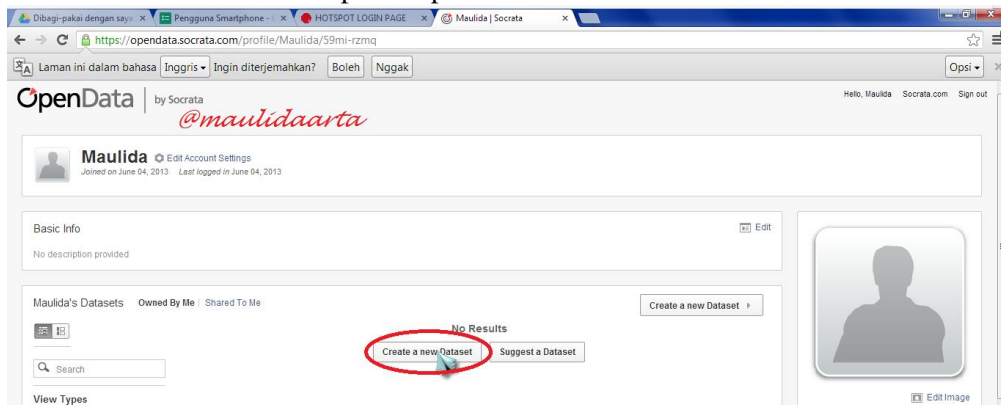 Dibagi-pakai dengan saya
Pengguna Smartphone -
HOTSPOT LOGIN PAGE
Maulida | Socrata
https://opendata.socrata.com/profile/Maulida/59mi-rzmq
Laman ini dalam bahasa Inggris Ingin diterjemahkan? Boleh Nggak Opsi
OpenData | by Socrata
Hello, Maulida Socrata.com Sign out
@maulidaarta
Maulida Edit Account Settings
Joined on June 04, 2013 Last logged in June 04, 2013
Basic Info Edit
No description provided
Maulida's Datasets Owned By Me | Shared To Me Create a new Dataset
No Results
Create a new Dataset Suggest a Dataset
Search
View Types
Edit Image